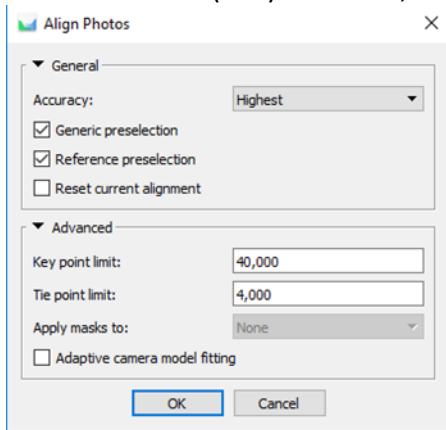 Align Photos
General
Accuracy: Highest
Generic preselection
Reference preselection
Reset current alignment
Advanced
Key point limit: 40,000
Tie point limit: 4,000
Apply masks to: None
Adaptive camera model fitting
OK Cancel